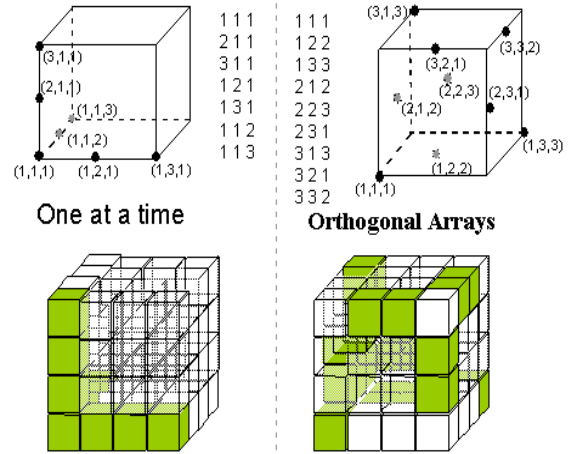 (3,1,1)
(2,1,1)
(1,1,3)
(1,1,2)
(1,1,1)
(1,2,1)
(1,3,1)
1 1 1
2 1 1
3 1 1
1 2 1
1 3 1
1 1 2
1 1 3
One at a time
1 1 1
1 2 2
1 3 3
2 1 2
2 2 3
2 3 1
3 1 3
3 2 1
3 3 2
(3,1,3)
(3,3,2)
(3,2,1)
(2,2,3)
(2,1,2)
(2,3,1)
(1,3,3)
(1,2,2)
(1,1,1)
Orthogonal Arrays